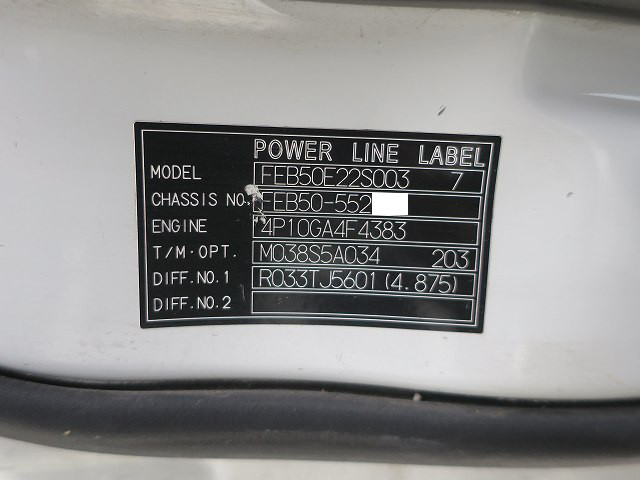 POWER LINE LABEL
MODEL FEB50E22S003 7
CHASSIS NO. FEB50-552
ENGINE 4P10GA4F4383
T/M·OPT. M038S5A034 203
DIFF.NO.1 R033TJ5601 (4.875)
DIFF.NO.2